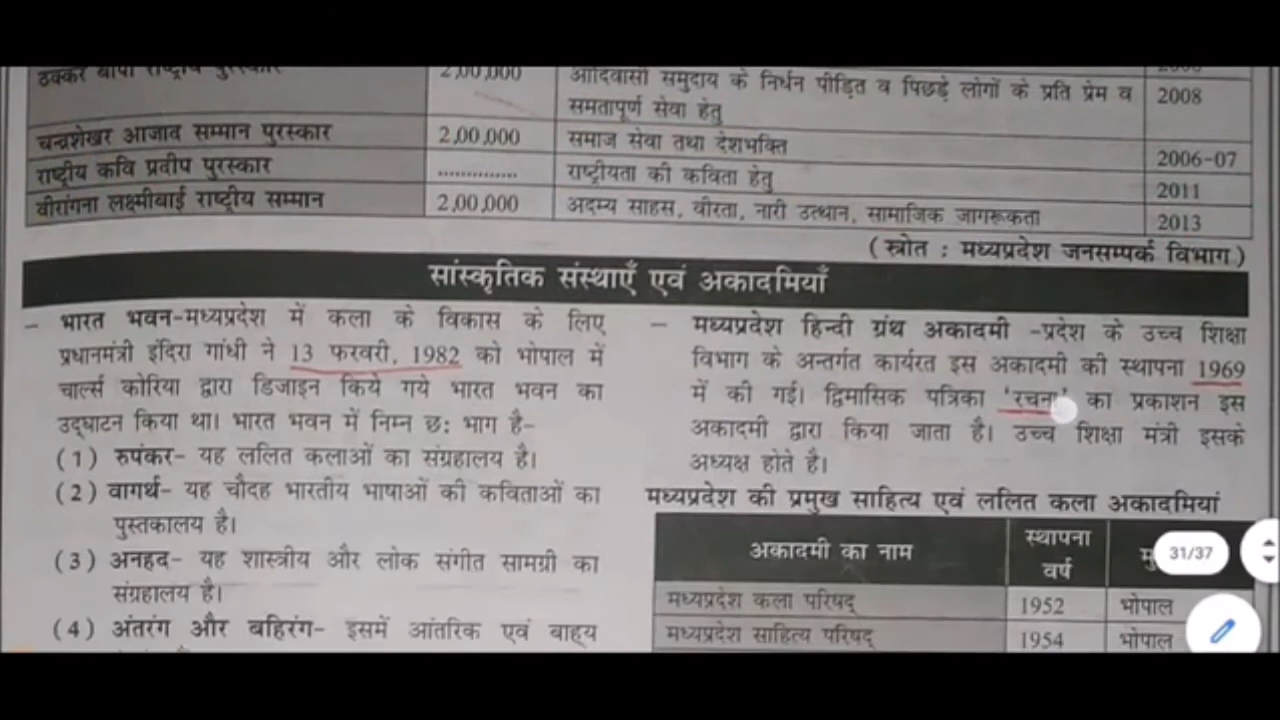 ठक्कर बापा राष्ट्रीय पुरस्कार 2,00,000 आदिवासी समुदाय के निर्धन पीड़ित व पिछड़े लोगों के प्रति प्रेम व 2008
समतापूर्ण सेवा हेतु
चन्द्रशेखर आजाद सम्मान पुरस्कार 2,00,000 समाज सेवा तथा देशभक्ति 2006-07
राष्ट्रीय कवि प्रदीप पुरस्कार ............... राष्ट्रीयता की कविता हेतु 2011
वीरांगना लक्ष्मीबाई राष्ट्रीय सम्मान 2,00,000 अदम्य साहस, वीरता, नारी उत्थान, सामाजिक जागरूकता 2013
(स्त्रोत : मध्यप्रदेश जनसम्पर्क विभाग)
सांस्कृतिक संस्थाएँ एवं अकादमियाँ
– भारत भवन-मध्यप्रदेश में कला के विकास के लिए
प्रधानमंत्री इंदिरा गांधी ने 13 फरवरी, 1982 को भोपाल में
चार्ल्स कोरिया द्वारा डिजाइन किये गये भारत भवन का
उद्घाटन किया था। भारत भवन में निम्न छः भाग है-
(1) रुपंकर- यह ललित कलाओं का संग्रहालय है।
(2) वागर्थ- यह चौदह भारतीय भाषाओं की कविताओं का
पुस्तकालय है।
(3) अनहद- यह शास्त्रीय और लोक संगीत सामग्री का
संग्रहालय है।
(4) अंतरंग और बहिरंग- इसमें आंतरिक एवं बाह्य
– मध्यप्रदेश हिन्दी ग्रंथ अकादमी -प्रदेश के उच्च शिक्षा
विभाग के अन्तर्गत कार्यरत इस अकादमी की स्थापना 1969
में की गई। द्विमासिक पत्रिका 'रचना' का प्रकाशन इस
अकादमी द्वारा किया जाता है। उच्च शिक्षा मंत्री इसके
अध्यक्ष होते है।
मध्यप्रदेश की प्रमुख साहित्य एवं ललित कला अकादमियां
अकादमी का नाम स्थापना वर्ष
मध्यप्रदेश कला परिषद् 1952 भोपाल
मध्यप्रदेश साहित्य परिषद् 1954 भोपाल
31/37